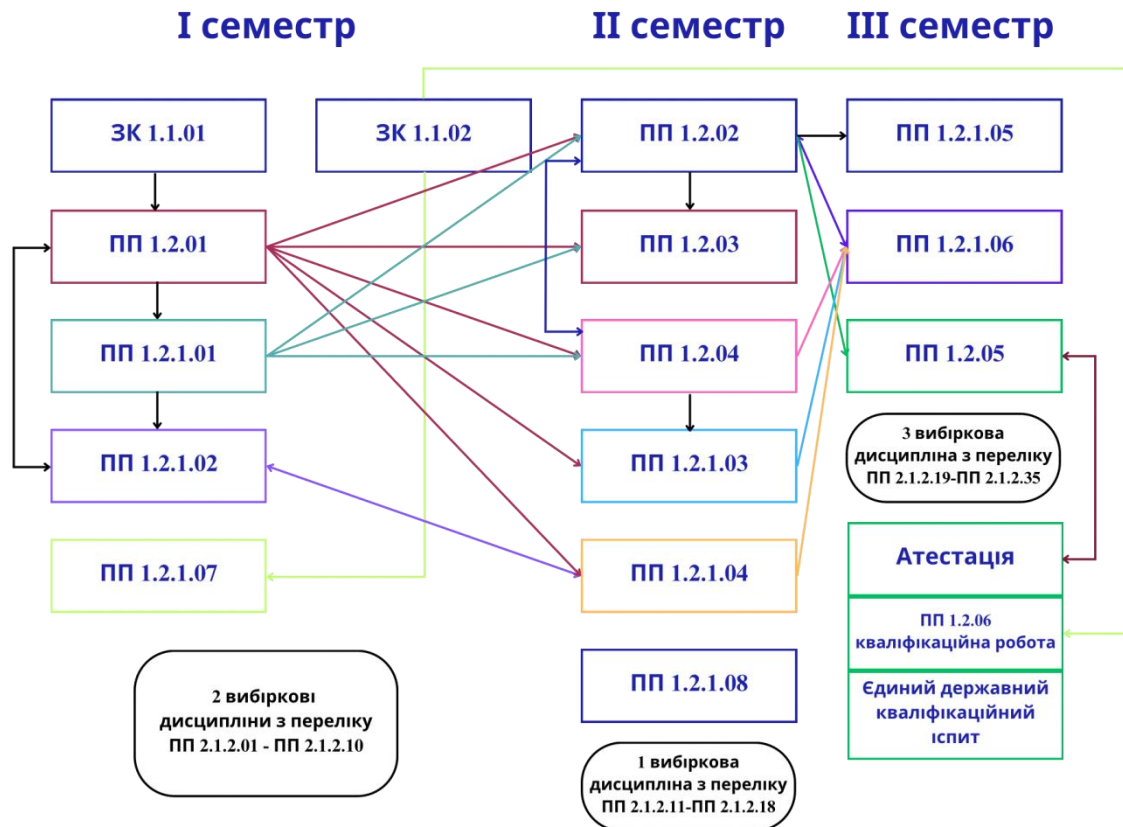 I семестр
II семестр
III семестр
ЗК 1.1.01
ЗК 1.1.02
ПП 1.2.02
ПП 1.2.1.05
ПП 1.2.01
ПП 1.2.03
ПП 1.2.1.06
ПП 1.2.1.01
ПП 1.2.04
ПП 1.2.05
ПП 1.2.1.02
ПП 1.2.1.03
3 вибіркова
дисципліна з переліку
ПП 2.1.2.19-ПП 2.1.2.35
ПП 1.2.1.07
ПП 1.2.1.04
Атестація
ПП 1.2.06
кваліфікаційна робота
Єдиний державний
кваліфікаційний
іспит
2 вибіркові
дисципліни з переліку
ПП 2.1.2.01 - ПП 2.1.2.10
ПП 1.2.1.08
1 вибіркова
дисципліна з переліку
ПП 2.1.2.11-ПП 2.1.2.18